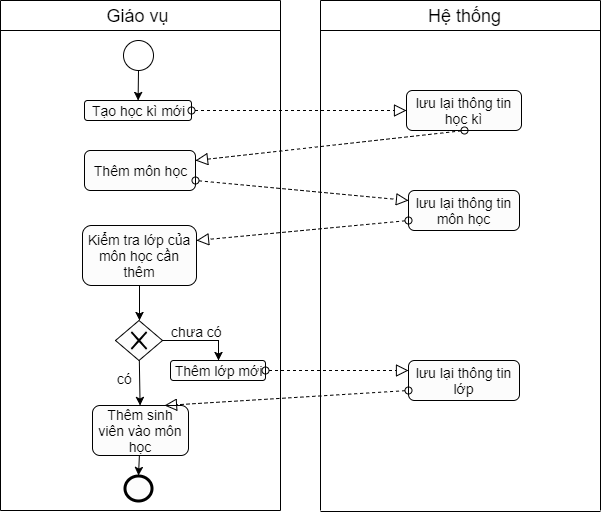 Giáo vụ
Hệ thống
Tạo học kì mới
lưu lại thông tin
học kì
Thêm môn học
lưu lại thông tin
môn học
Kiểm tra lớp của
môn học cần
thêm
chưa có
Thêm lớp mới
lưu lại thông tin
lớp
có
Thêm sinh
viên vào môn
học